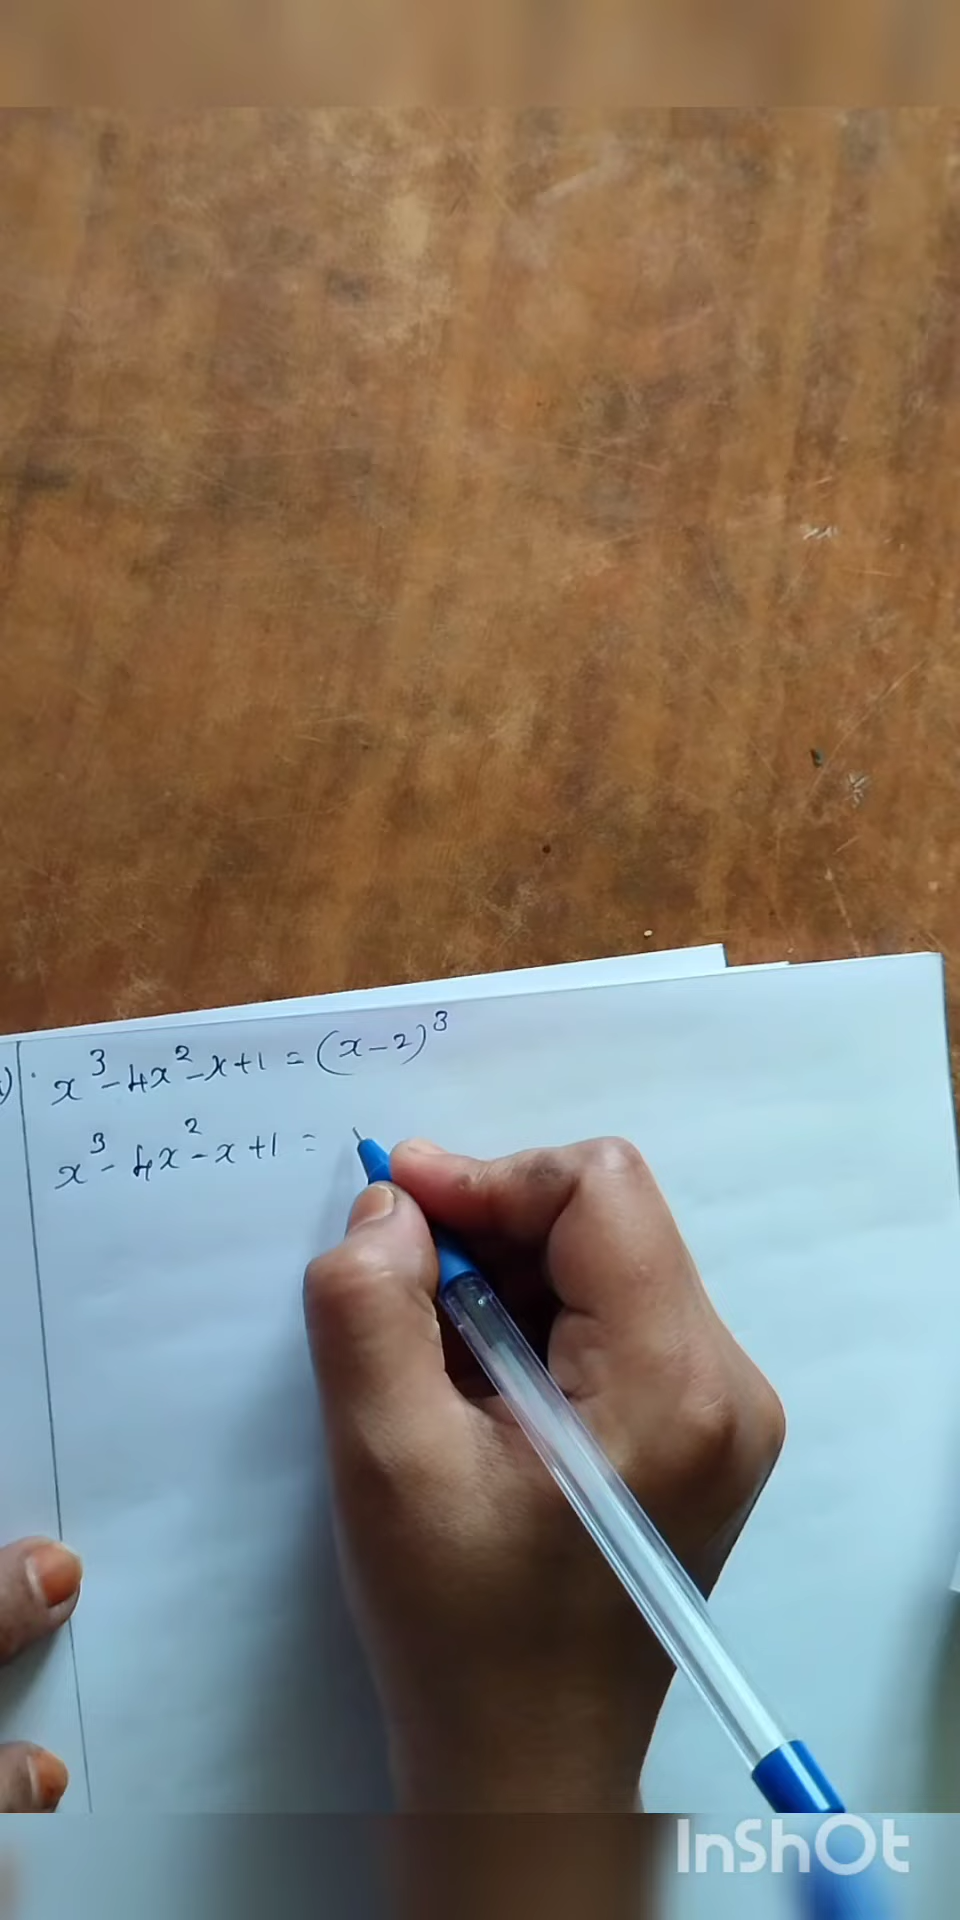 x³-4x²-x+1 = (x-2)³
x³-4x²-x+1 =
InShOt